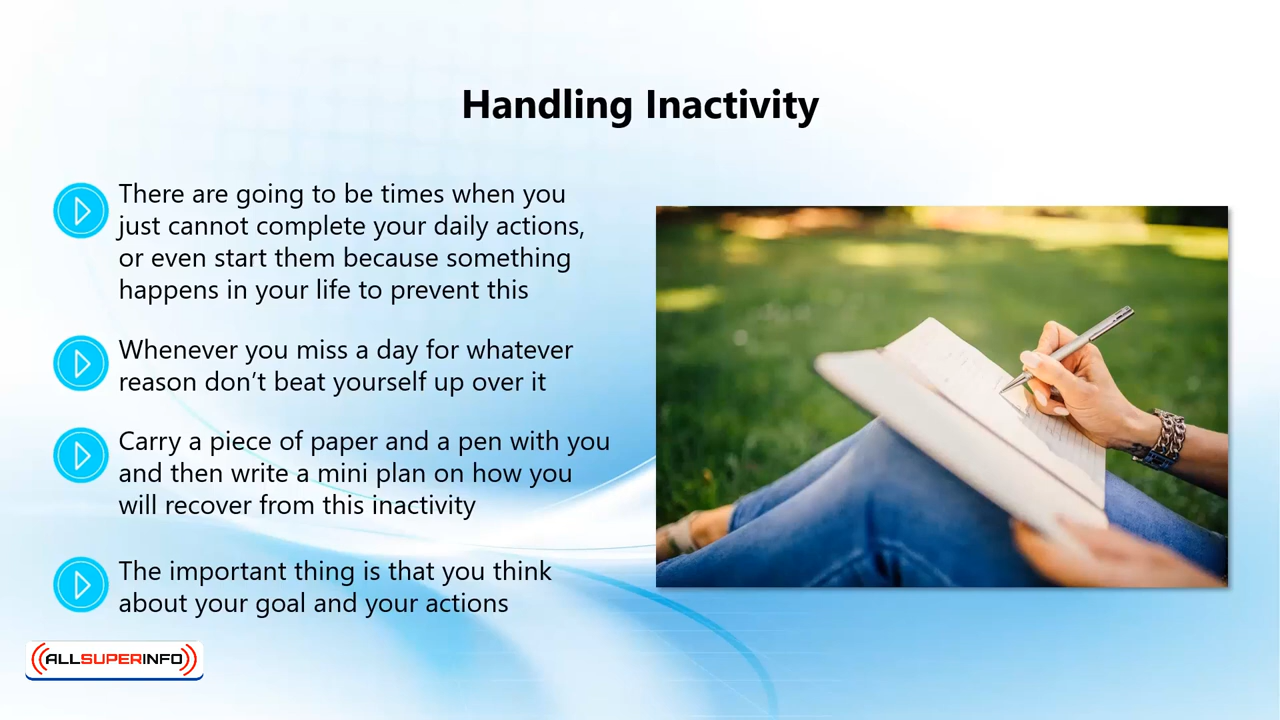 Handling Inactivity
There are going to be times when you
just cannot complete your daily actions,
or even start them because something
happens in your life to prevent this
Whenever you miss a day for whatever
reason don’t beat yourself up over it
Carry a piece of paper and a pen with you
and then write a mini plan on how you
will recover from this inactivity
The important thing is that you think
about your goal and your actions
ALLSUPERINFO